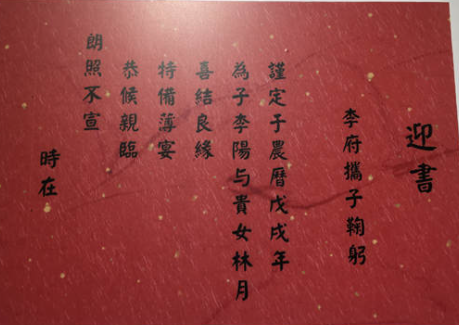 迎書
李府攜子鞠躬
謹定于農曆戊戌年
為子李陽与貴女林月
喜結良緣
特備薄宴
恭候親臨
朗照不宣
時在